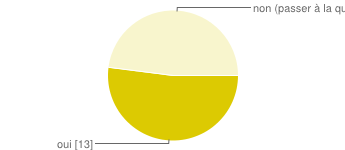 non (passer à la qu
oui [13]